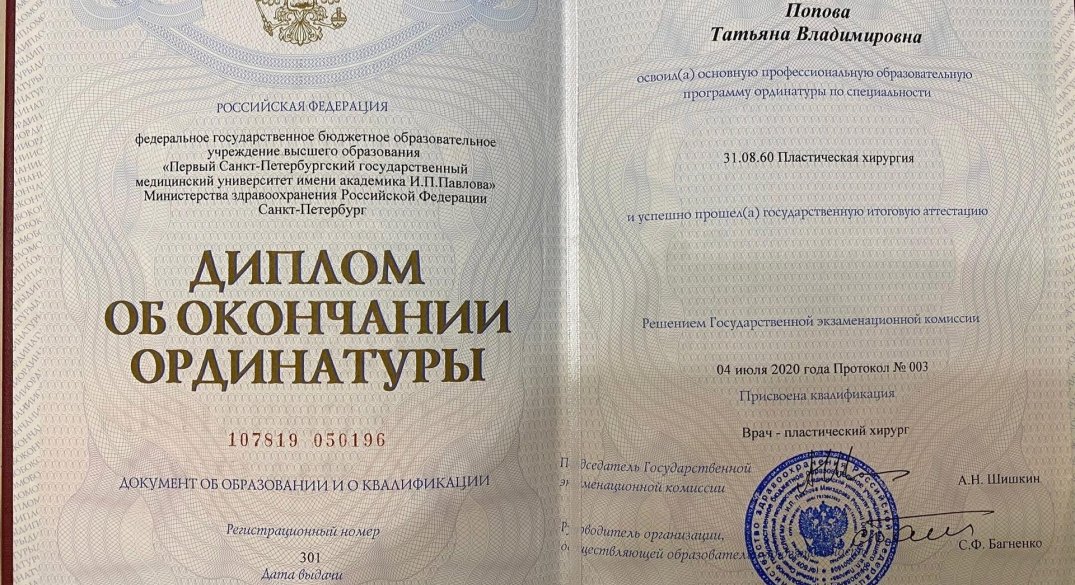 РОССИЙСКАЯ ФЕДЕРАЦИЯ
федеральное государственное бюджетное образовательное
учреждение высшего образования
«Первый Санкт-Петербургский государственный
медицинский университет имени академика И.П.Павлова»
Министерства здравоохранения Российской Федерации
Санкт-Петербург
ДИПЛОМ
ОБ ОКОНЧАНИИ
ОРДИНАТУРЫ
107819 050196
ДОКУМЕНТ ОБ ОБРАЗОВАНИИ И О КВАЛИФИКАЦИИ
Регистрационный номер
301
Дата выдачи
Попова
Татьяна Владимировна
освоил(а) основную профессиональную образовательную
программу ординатуры по специальности
31.08.60 Пластическая хирургия
и успешно прошел(а) государственную итоговую аттестацию
Решением Государственной экзаменационной комиссии
04 июля 2020 года Протокол № 003
Присвоена квалификация
Врач - пластический хирург
Председатель Государственной
экзаменационной комиссии
А.Н. Шишкин
Руководитель организации,
осуществляющей
С.Ф. Багненко